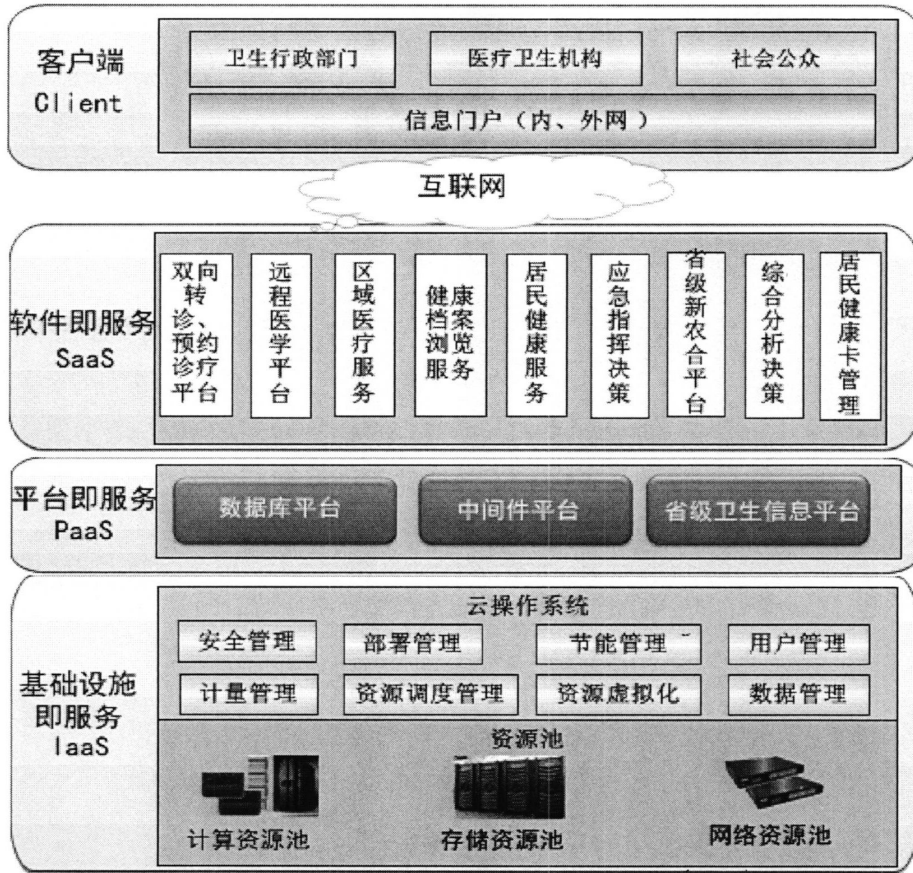 客户端
Client
卫生行政部门
医疗卫生机构
社会公众
信息门户（内、外网）
互联网
软件即服务
SaaS
双向
转
诊、
预约
诊疗
平台
远程医学平台
区域医疗服务
健康
档案
浏览
服务
居民健康服务
应急指挥决策
省级新农合平台
综合分析决策
居民健康卡管理
平台即服务
PaaS
数据库平台
中间件平台
省级卫生信息平台
基础设施
即服务
IaaS
云操作系统
安全管理
部署管理
节能管理
用户管理
计量管理
资源调度管理
资源虚拟化
数据管理
资源池
计算资源池
存储资源池
网络资源池